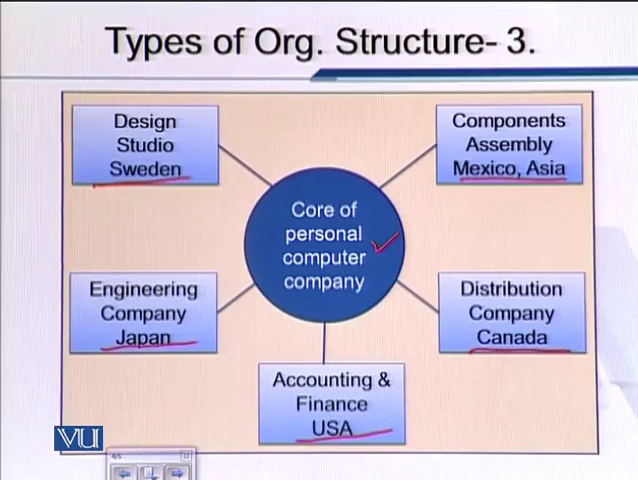 Types of Org. Structure- 3.
Design
Studio
Sweden
Components
Assembly
Mexico, Asia
Core of
personal
computer
company
Engineering
Company
Japan
Distribution
Company
Canada
Accounting &
Finance
USA
VU